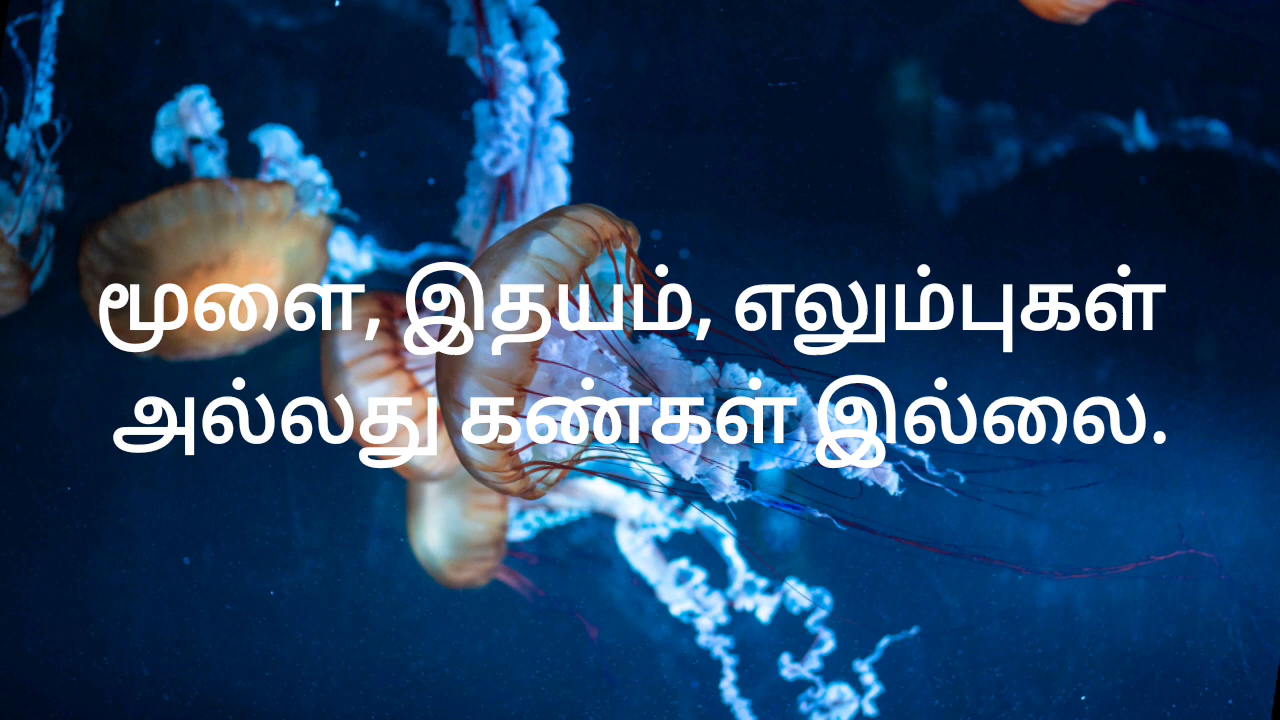 மூளை, இதயம், எலும்புகள்
அல்லது கண்கள் இல்லை.